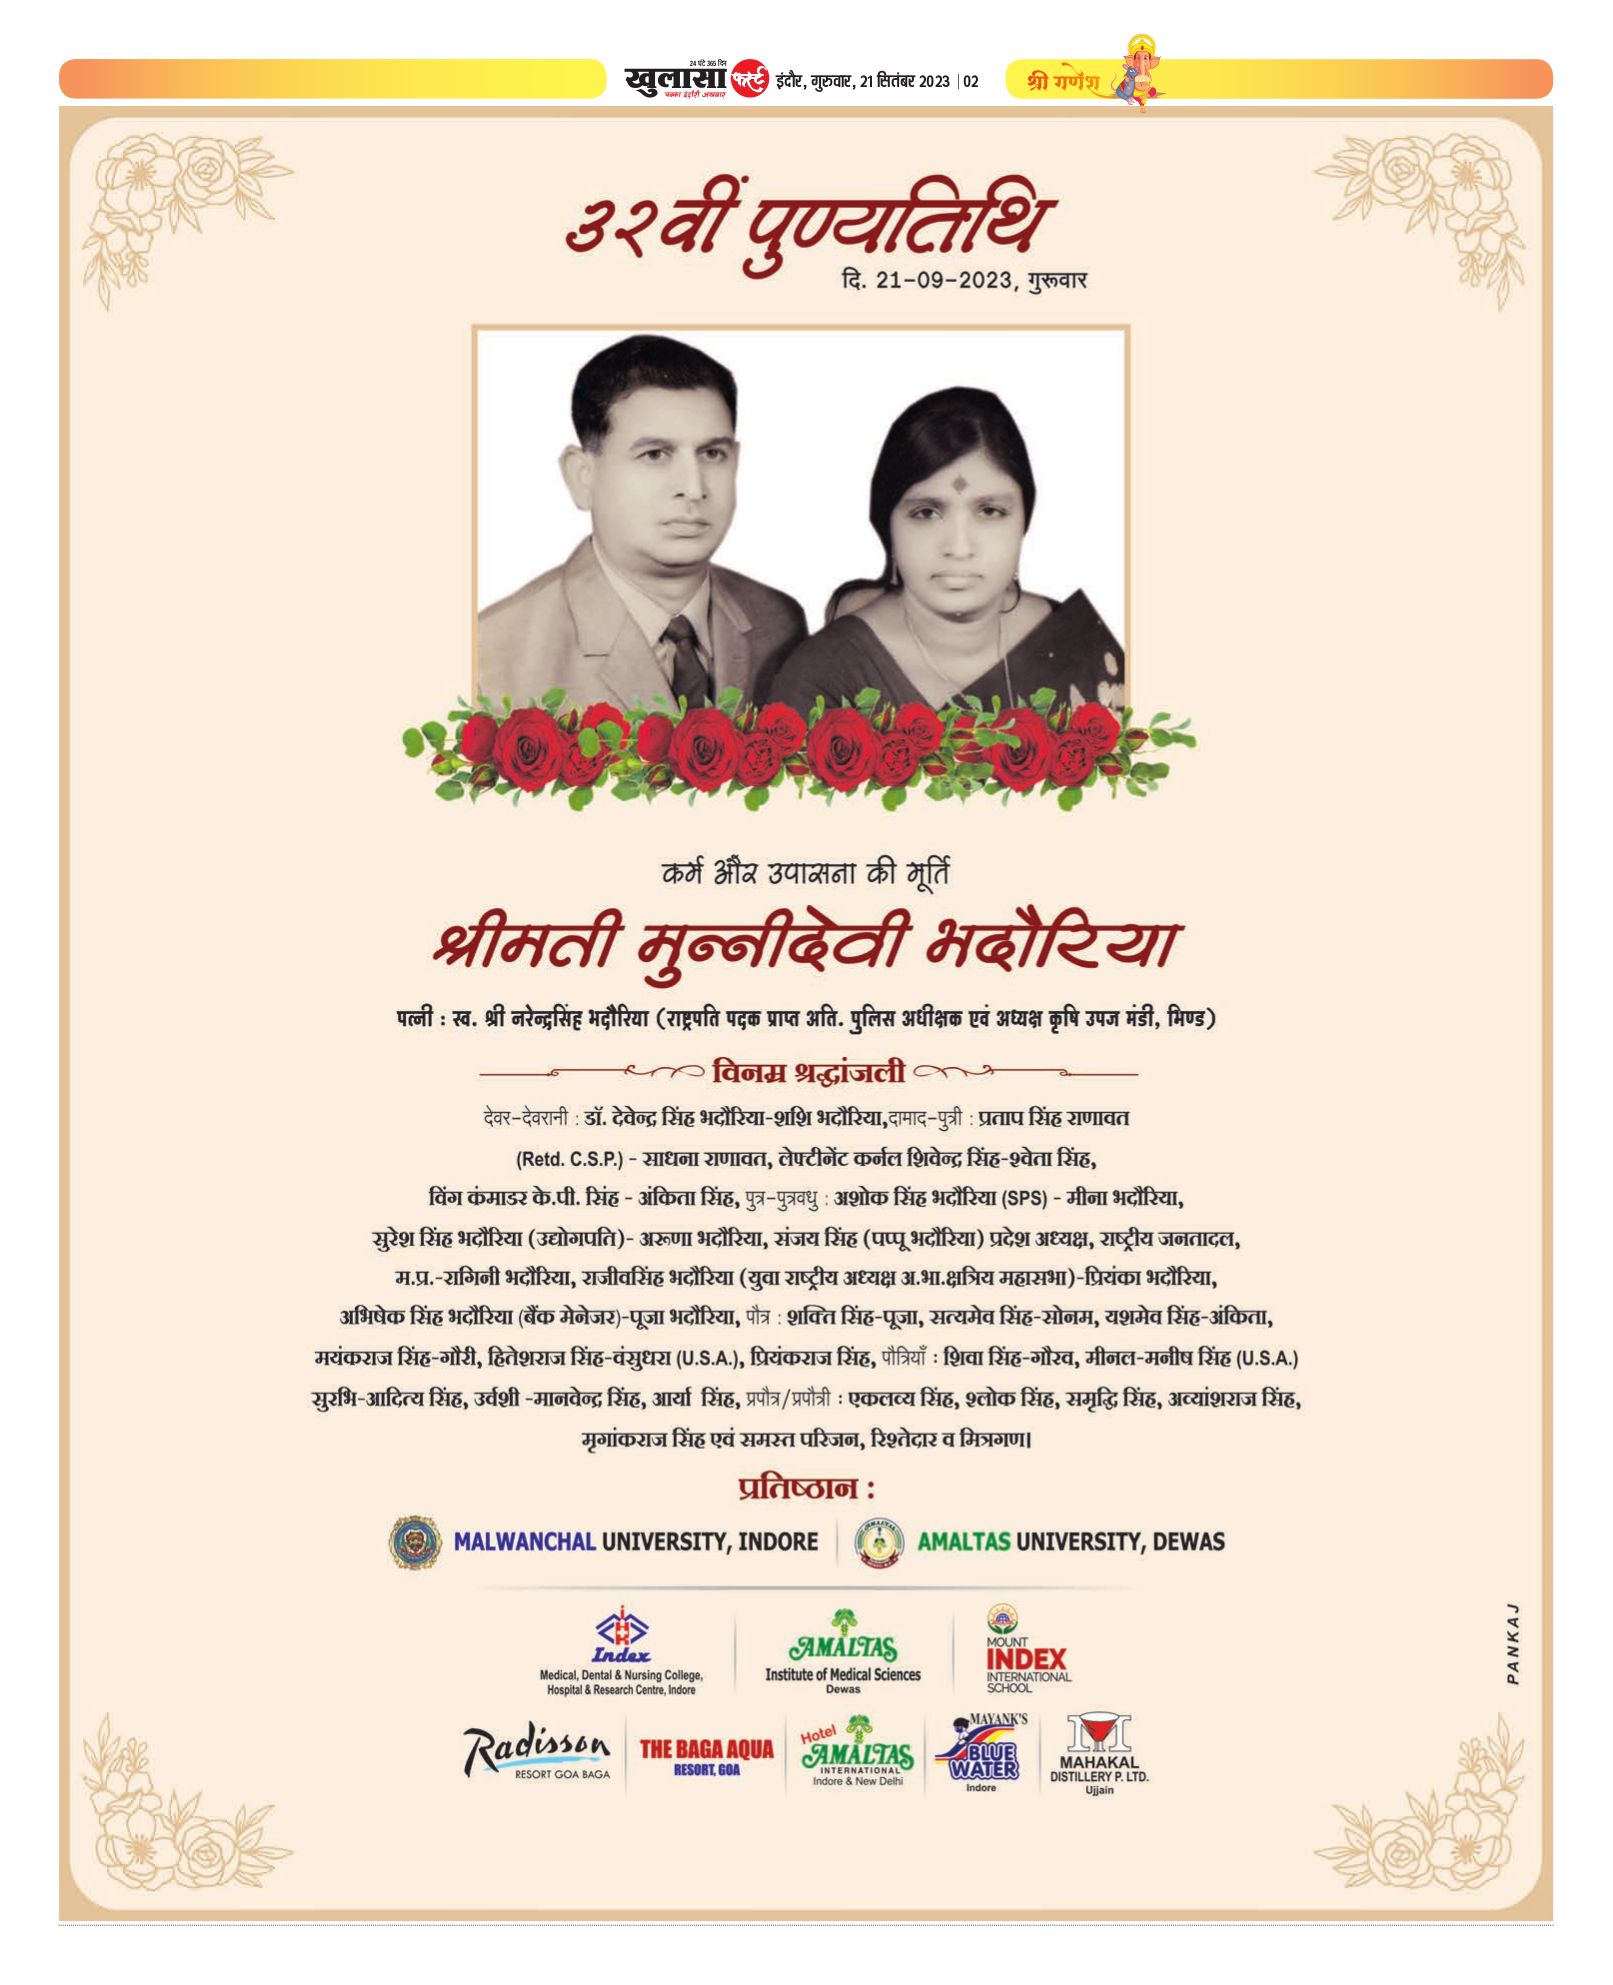 24 घंटे 365 दिन
खुलासा फर्स्ट
पक्का इंदौरी अखबार
इंदौर, गुरुवार, 21 सितंबर 2023 | 02
श्री गणेश
३२वीं पुण्यतिथि
दि. 21-09-2023, गुरूवार
कर्म और उपासना की मूर्ति
श्रीमती मुन्नीदेवी भदौरिया
पत्नी : स्व. श्री नरेन्द्रसिंह भदौरिया (राष्ट्रपति पदक प्राप्त अति. पुलिस अधीक्षक एवं अध्यक्ष कृषि उपज मंडी, भिण्ड)
विनम्र श्रद्धांजली
देवर-देवरानी : डॉ. देवेन्द्र सिंह भदौरिया-शशि भदौरिया,दामाद-पुत्री : प्रताप सिंह राणावत
(Retd. C.S.P.) - साधना राणावत, लेफ्टीनेंट कर्नल शिवेन्द्र सिंह-श्वेता सिंह,
विंग कंमाडर के.पी. सिंह - अंकिता सिंह, पुत्र-पुत्रवधु : अशोक सिंह भदौरिया (SPS) - मीना भदौरिया,
सुरेश सिंह भदौरिया (उद्योगपति)- अरूणा भदौरिया, संजय सिंह (पप्पू भदौरिया) प्रदेश अध्यक्ष, राष्ट्रीय जनतादल,
म.प्र.-रागिनी भदौरिया, राजीवसिंह भदौरिया (युवा राष्ट्रीय अध्यक्ष अ.भा.क्षत्रिय महासभा)-प्रियंका भदौरिया,
अभिषेक सिंह भदौरिया (बैंक मेनेजर)-पूजा भदौरिया, पौत्र : शक्ति सिंह-पूजा, सत्यमेव सिंह-सोनम, यशमेव सिंह-अंकिता,
मयंकराज सिंह-गौरी, हितेशराज सिंह-वंसुधरा (U.S.A.), प्रियंकराज सिंह, पौत्रियाँ : शिवा सिंह-गौरव, मीनल-मनीष सिंह (U.S.A.)
सुरभि-आदित्य सिंह, उर्वशी -मानवेन्द्र सिंह, आर्या सिंह, प्रपौत्र/प्रपौत्री : एकलव्य सिंह, श्लोक सिंह, समृद्धि सिंह, अव्यांशराज सिंह,
मृगांकराज सिंह एवं समस्त परिजन, रिश्तेदार व मित्रगण।
प्रतिष्ठान :
MALWANCHAL UNIVERSITY, INDORE
AMALTAS UNIVERSITY, DEWAS
Index
Medical, Dental & Nursing College,
Hospital & Research Centre, Indore
AMALTAS
Institute of Medical Sciences
Dewas
MOUNT
INDEX
INTERNATIONAL
SCHOOL
PANKAJ
Radisson
RESORT GOA BAGA
THE BAGA AQUA
RESORT, GOA
Hotel
AMALTAS
INTERNATIONAL
Indore & New Delhi
MAYANK'S
BLUE
WATER
Indore
MAHAKAL
DISTILLERY P. LTD.
Ujjain